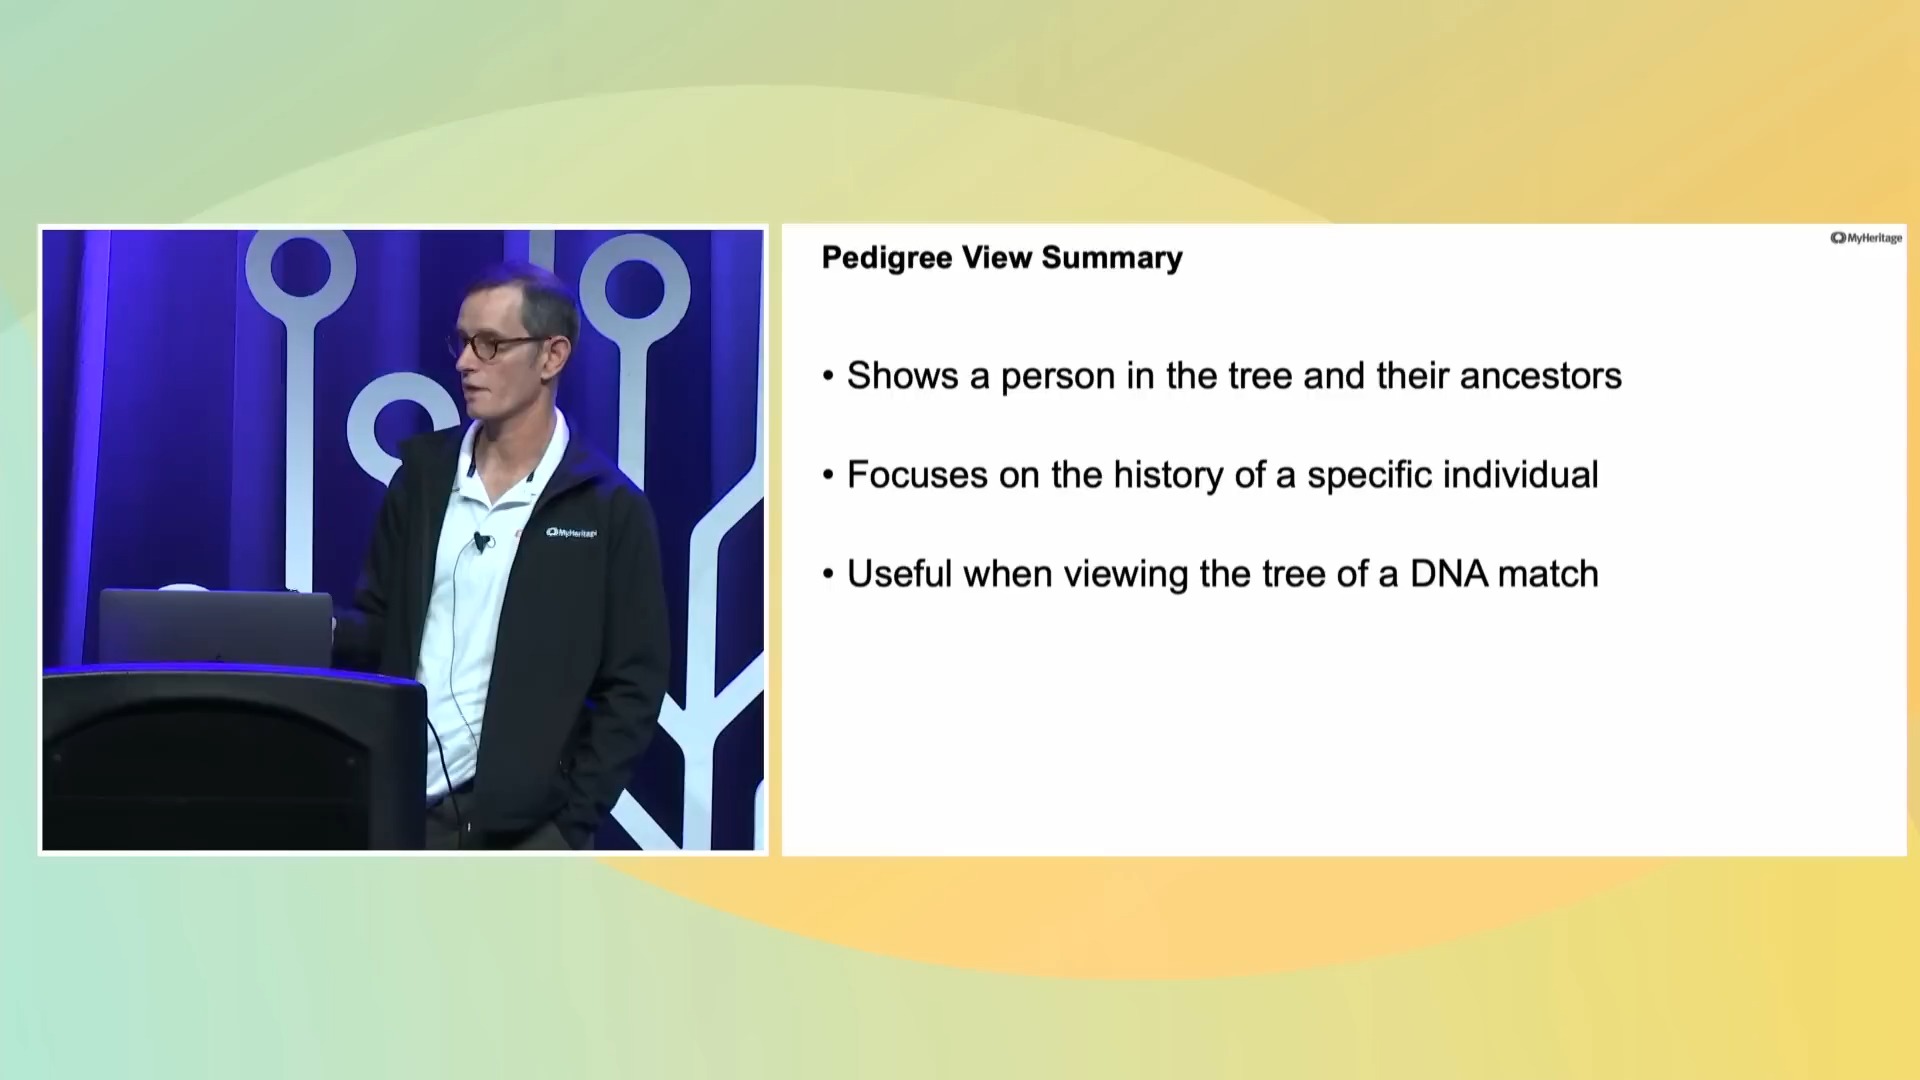 MyHeritage
Pedigree View Summary
• Shows a person in the tree and their ancestors
• Focuses on the history of a specific individual
• Useful when viewing the tree of a DNA match
MyHeritage